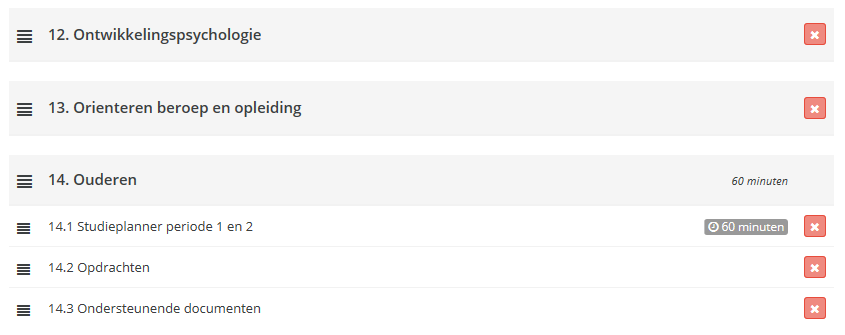 12. Ontwikkelingspsychologie
13. Orienteren beroep en opleiding
14. Ouderen 60 minuten
14.1 Studieplanner periode 1 en 2 60 minuten
14.2 Opdrachten
14.3 Ondersteunende documenten